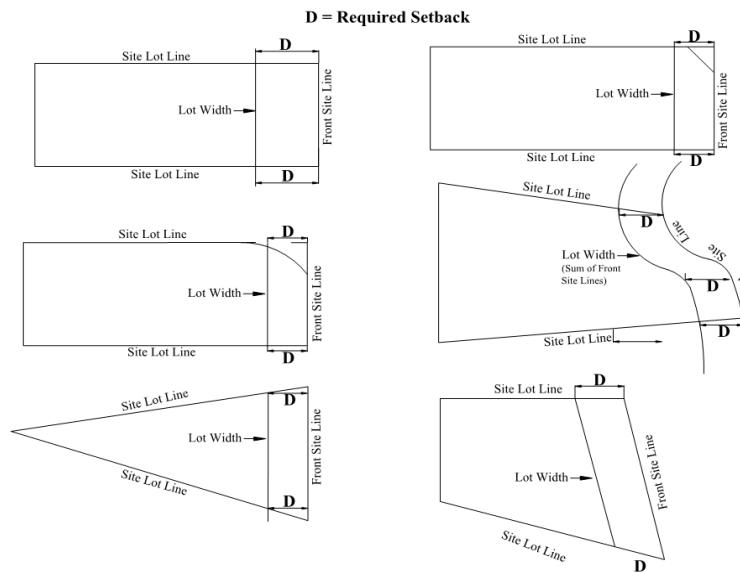 D = Required Setback
D
Site Lot Line
Lot Width
Front Site Line
D
Site Lot Line
D
Site Lot Line
Lot Width
Front Site Line
Site Lot Line
D
D
Site Lot Line
Lot Width
Front Site Line
D
Site Lot Line
Site Lot Line
D
Line
Site
Lot Width
(Sum of Front
Site Lines)
D
D
Site Lot Line
Site Lot Line
D
Lot Width
Front Site Line
D
Site Lot Line
D
Site Lot Line
Lot Width
Front Site Line
Site Lot Line
D